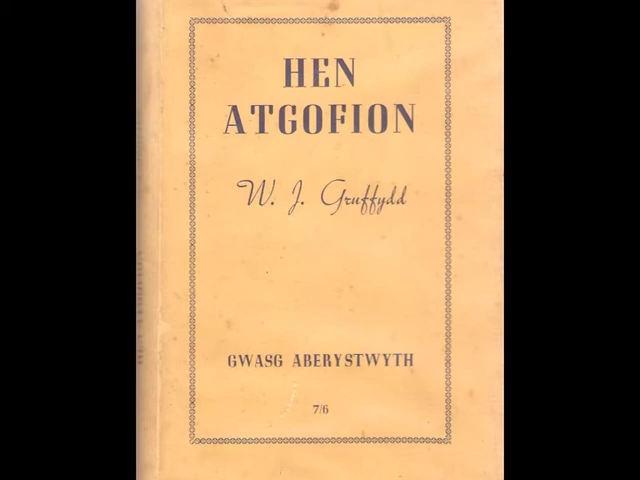 HEN
ATGOFION
W. J. Gruffydd
GWASG ABERYSTWYTH
7/6